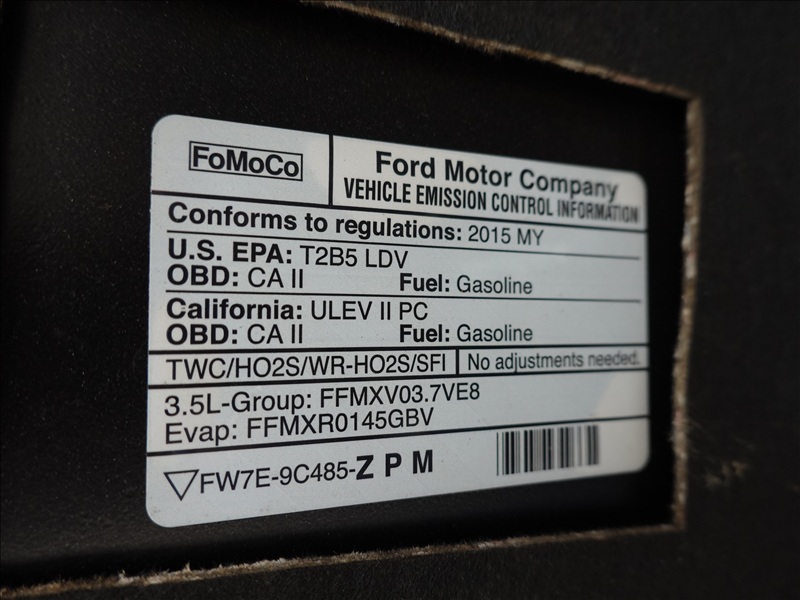 FoMoCo
Ford Motor Company
VEHICLE EMISSION CONTROL INFORMATION
Conforms to regulations: 2015 MY
U.S. EPA: T2B5 LDV
OBD: CA II Fuel: Gasoline
California: ULEV II PC
OBD: CA II Fuel: Gasoline
TWC/HO2S/WR-HO2S/SFI No adjustments needed.
3.5L-Group: FFMXV03.7VE8
Evap: FFMXR0145GBV
FW7E-9C485-Z P M